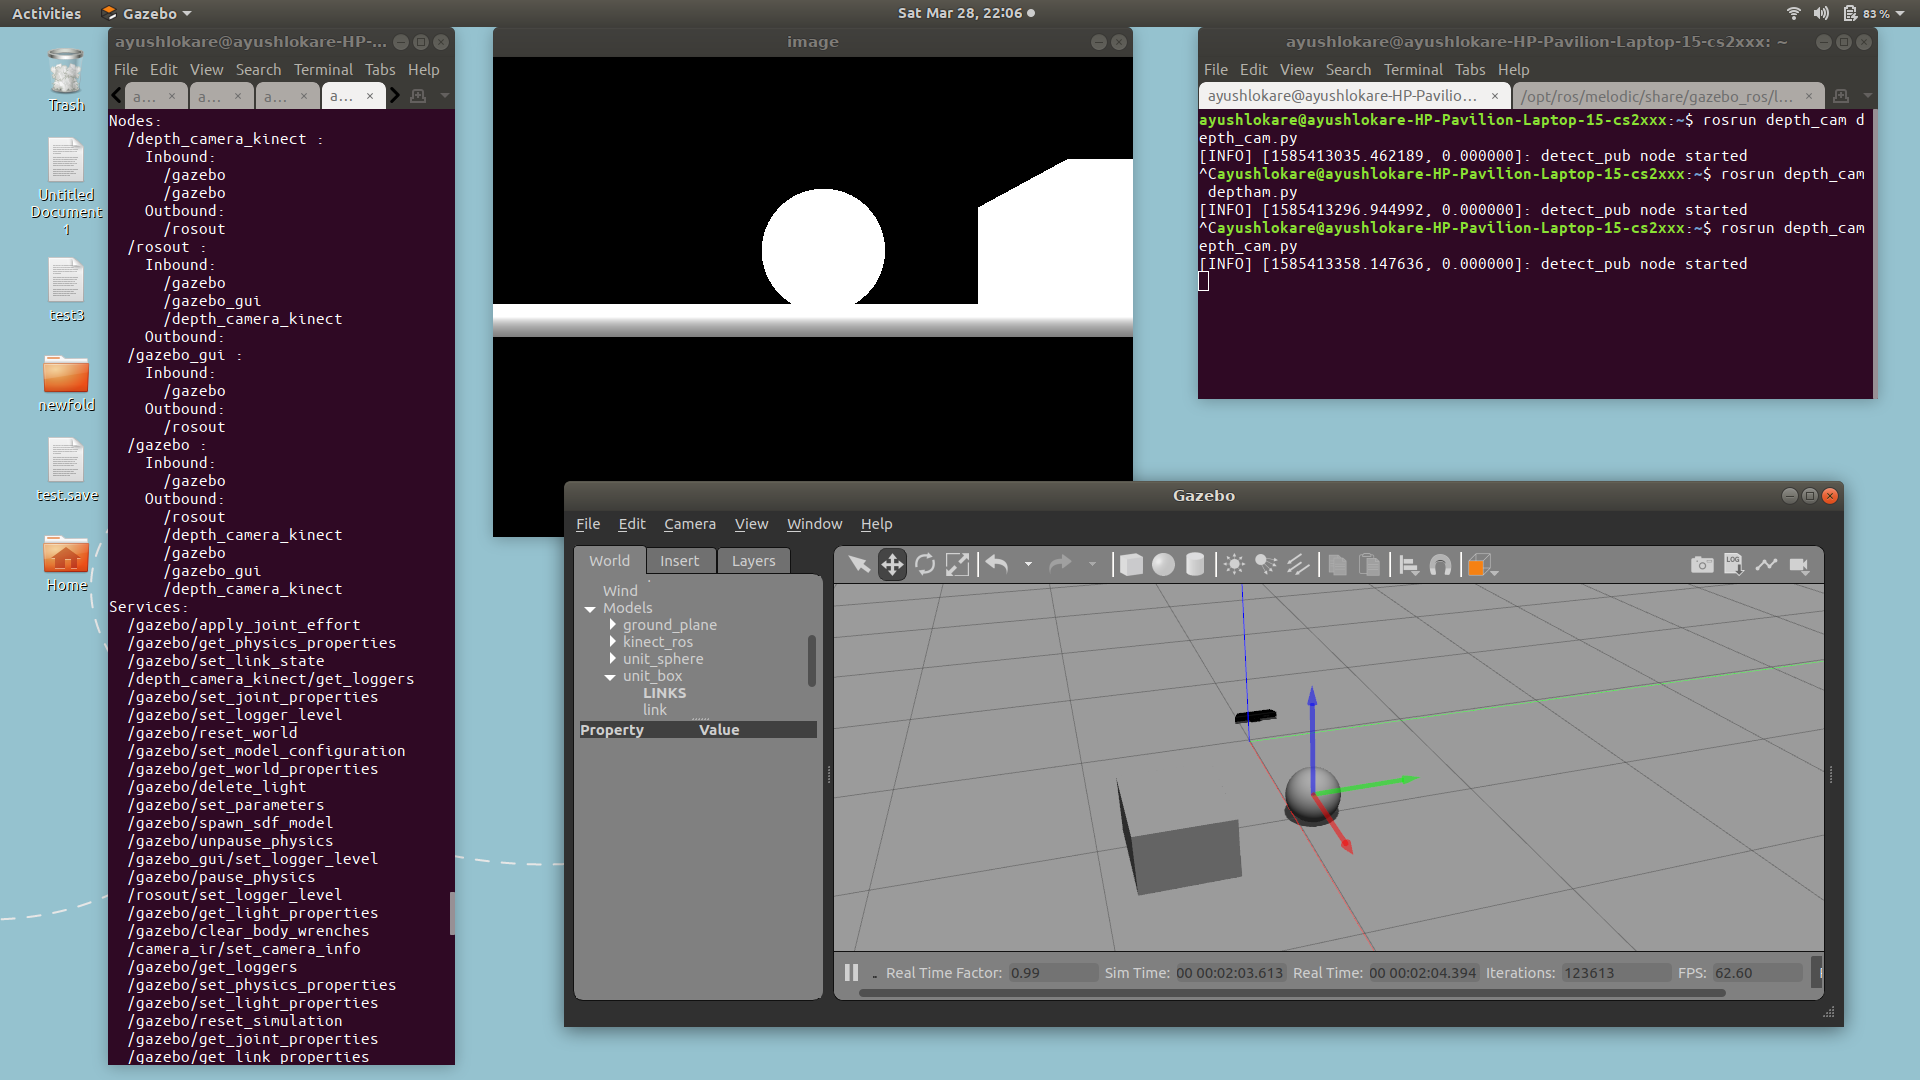 Activities
Gazebo
Sat Mar 28, 22:06
83 %
Trash
Untitled
Document
1
test3
newfold
test.save
Home
ayushlokare@ayushlokare-HP-...
File Edit View Search Terminal Tabs Help
a... × a... × a... × a... ×
Nodes:
/depth_camera_kinect :
Inbound:
/gazebo
/gazebo
Outbound:
/rosout
/rosout :
Inbound:
/gazebo
/gazebo_gui
/depth_camera_kinect
Outbound:
/gazebo_gui :
Inbound:
/gazebo
Outbound:
/rosout
/gazebo :
Inbound:
/gazebo
Outbound:
/rosout
/depth_camera_kinect
/gazebo
/gazebo_gui
/depth_camera_kinect
Services:
/gazebo/apply_joint_effort
/gazebo/get_physics_properties
/gazebo/set_link_state
/depth_camera_kinect/get_loggers
/gazebo/set_joint_properties
/gazebo/set_logger_level
/gazebo/reset_world
/gazebo/set_model_configuration
/gazebo/get_world_properties
/gazebo/delete_light
/gazebo/set_parameters
/gazebo/spawn_sdf_model
/gazebo/unpause_physics
/gazebo_gui/set_logger_level
/gazebo/pause_physics
/rosout/set_logger_level
/gazebo/get_light_properties
/gazebo/clear_body_wrenches
/camera_ir/set_camera_info
/gazebo/get_loggers
/gazebo/set_physics_properties
/gazebo/set_light_properties
/gazebo/reset_simulation
/gazebo/get_joint_properties
/gazebo/get_link_properties
image
ayushlokare@ayushlokare-HP-Pavilion-Laptop-15-cs2xxx: ~
File Edit View Search Terminal Tabs Help
ayushlokare@ayushlokare-HP-Pavilio... × /opt/ros/melodic/share/gazebo_ros/l... ×
ayushlokare@ayushlokare-HP-Pavilion-Laptop-15-cs2xxx:~$ rosrun depth_cam d
epth_cam.py
[INFO] [1585413035.462189, 0.000000]: detect_pub node started
^Cayushlokare@ayushlokare-HP-Pavilion-Laptop-15-cs2xxx:~$ rosrun depth_cam
deptham.py
[INFO] [1585413296.944992, 0.000000]: detect_pub node started
^Cayushlokare@ayushlokare-HP-Pavilion-Laptop-15-cs2xxx:~$ rosrun depth_cam
epth_cam.py
[INFO] [1585413358.147636, 0.000000]: detect_pub node started
Gazebo
File Edit Camera View Window Help
World Insert Layers
Wind
Models
ground_plane
kinect_ros
unit_sphere
unit_box
LINKS
link
Property Value
LOG
Real Time Factor: 0.99 Sim Time: 00 00:02:03.613 Real Time: 00 00:02:04.394 Iterations: 123613 FPS: 62.60